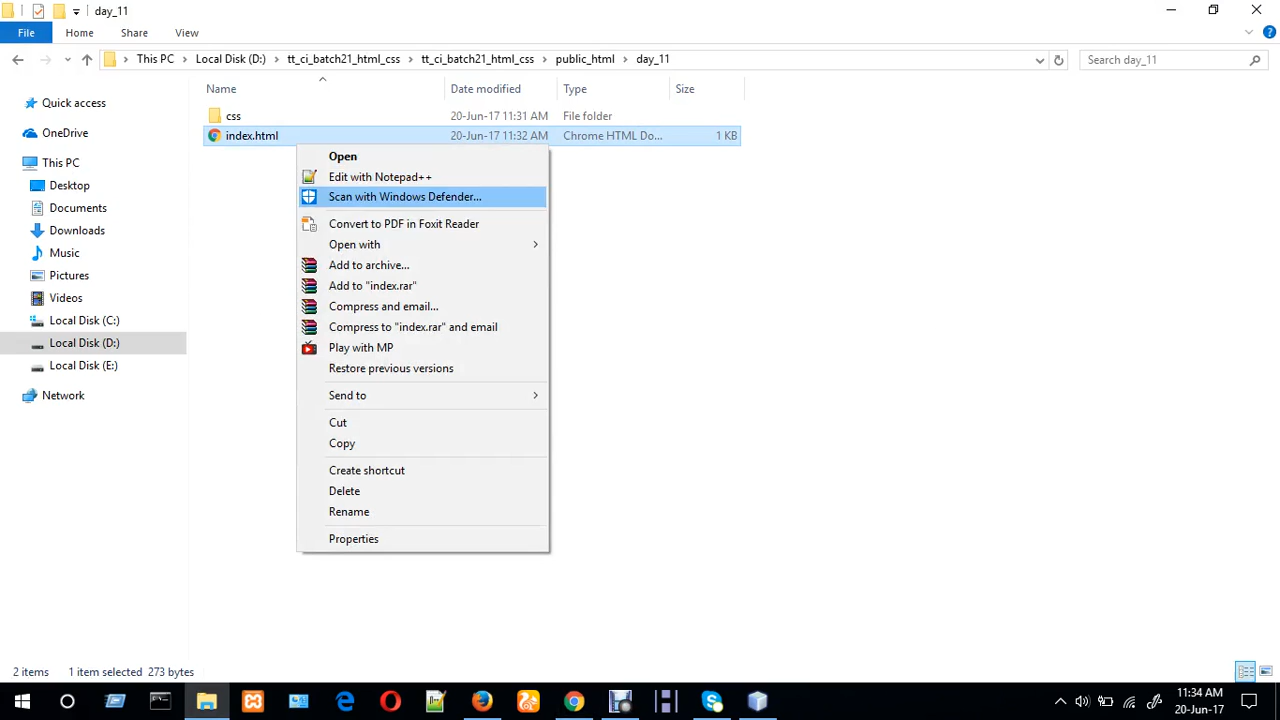 day_11
File Home Share View
This PC Local Disk (D:) tt_ci_batch21_html_css tt_ci_batch21_html_css public_html day_11
Search day_11
Name Date modified Type Size
css 20-Jun-17 11:31 AM File folder
index.html 20-Jun-17 11:32 AM Chrome HTML Do... 1 KB
Quick access
OneDrive
This PC
Desktop
Documents
Downloads
Music
Pictures
Videos
Local Disk (C:)
Local Disk (D:)
Local Disk (E:)
Network
Open
Edit with Notepad++
Scan with Windows Defender...
Convert to PDF in Foxit Reader
Open with
Add to archive...
Add to "index.rar"
Compress and email...
Compress to "index.rar" and email
Play with MP
Restore previous versions
Send to
Cut
Copy
Create shortcut
Delete
Rename
Properties
2 items 1 item selected 273 bytes
11:34 AM
20-Jun-17